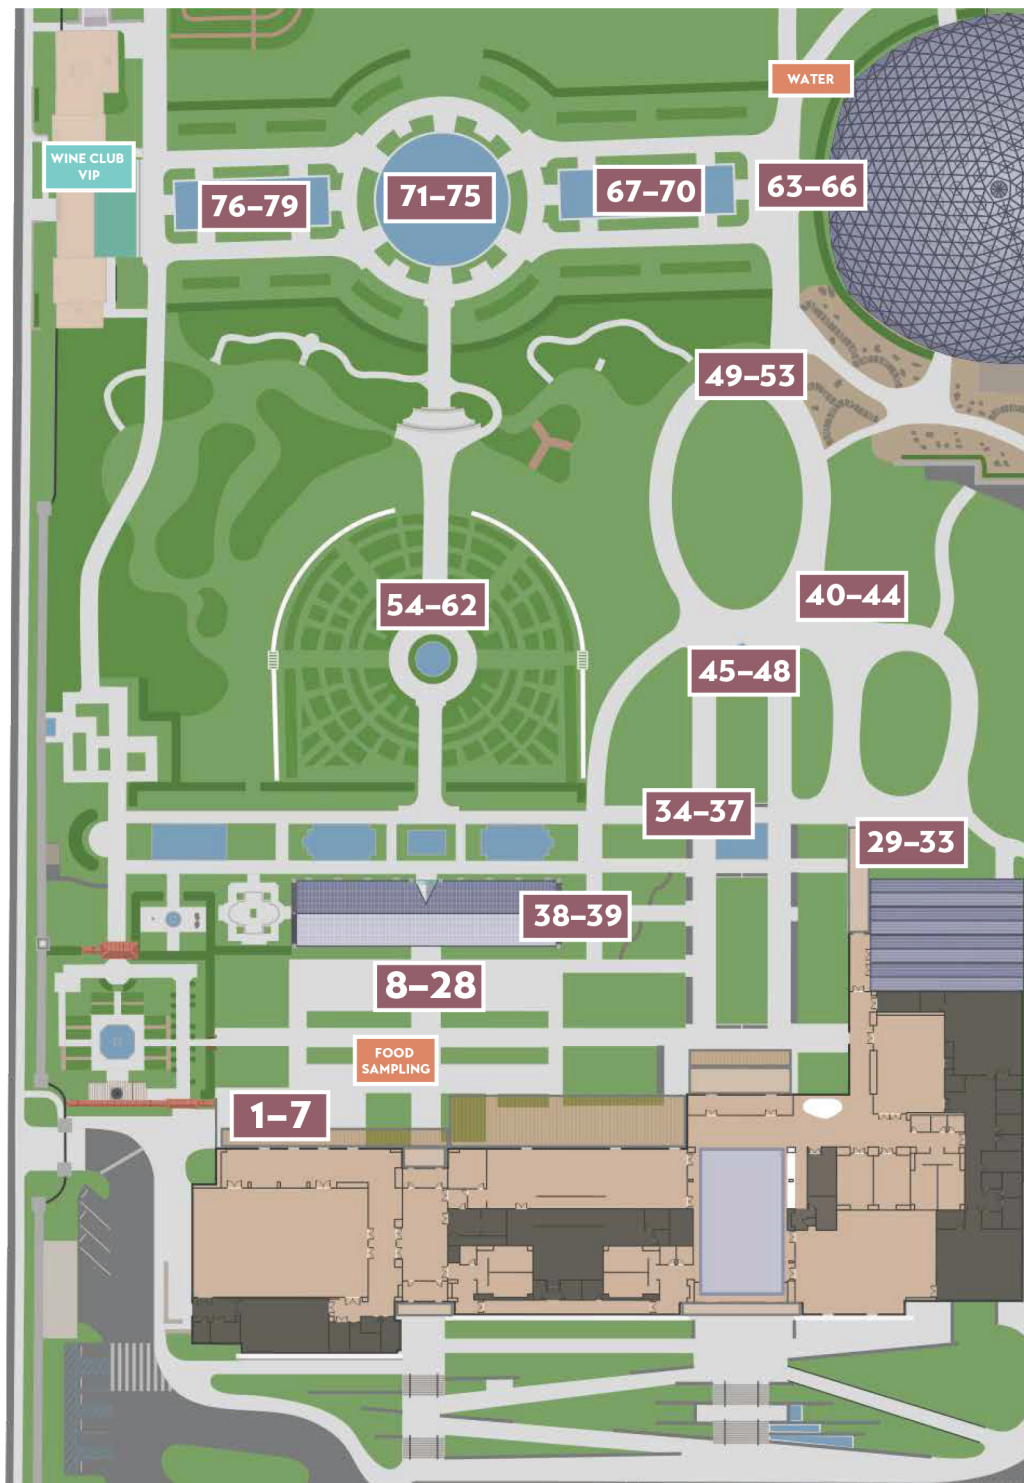 WATER
WINE CLUB
VIP
76–79
71–75
67–70
63–66
49–53
54–62
40–44
45–48
34–37
29–33
38–39
8–28
FOOD
SAMPLING
1–7